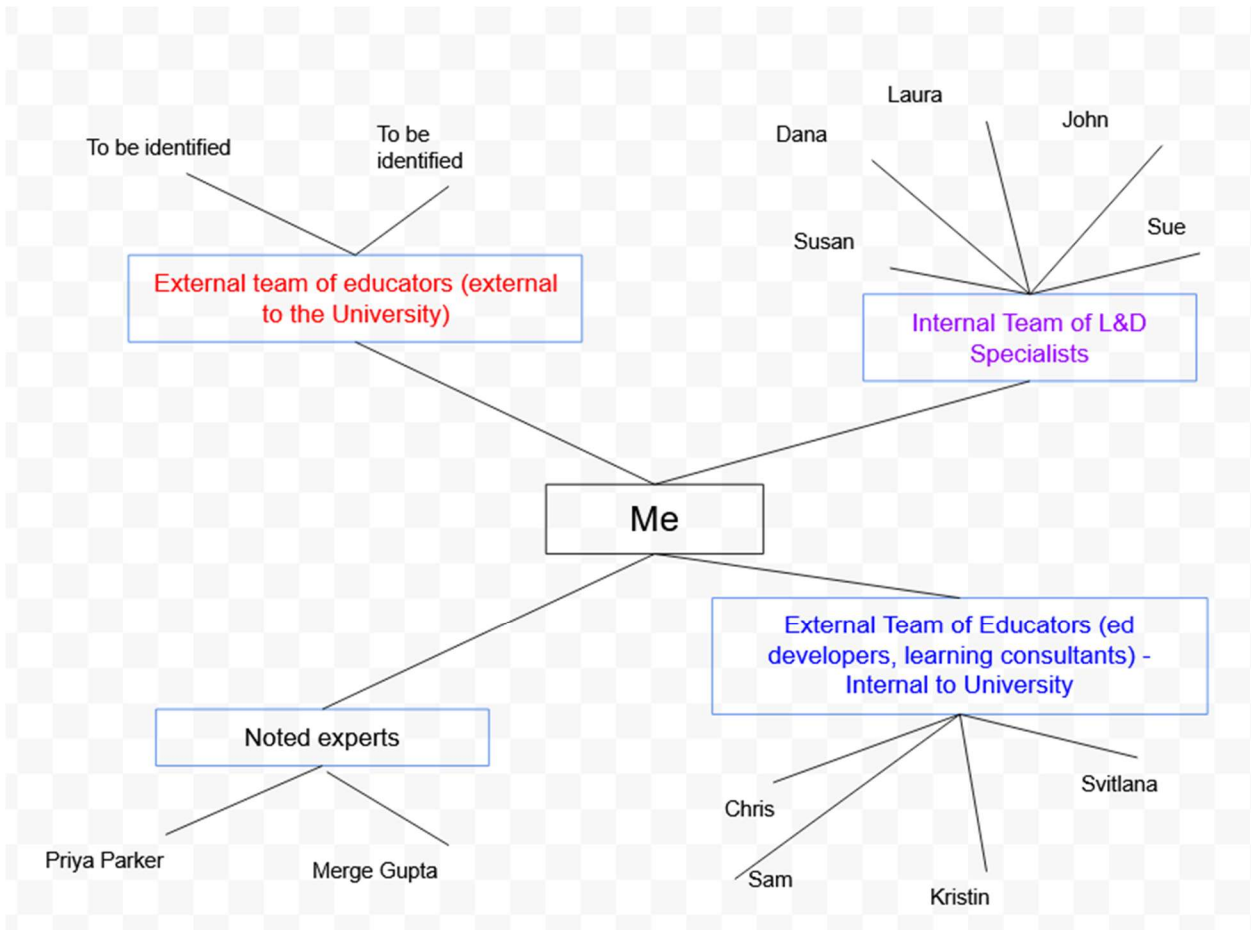 Laura
John
Dana
To be
identified
To be identified
Sue
Susan
External team of educators (external
to the University)
Internal Team of L&D
Specialists
Me
External Team of Educators (ed
developers, learning consultants) -
Internal to University
Noted experts
Svitlana
Chris
Priya Parker
Merge Gupta
Sam
Kristin